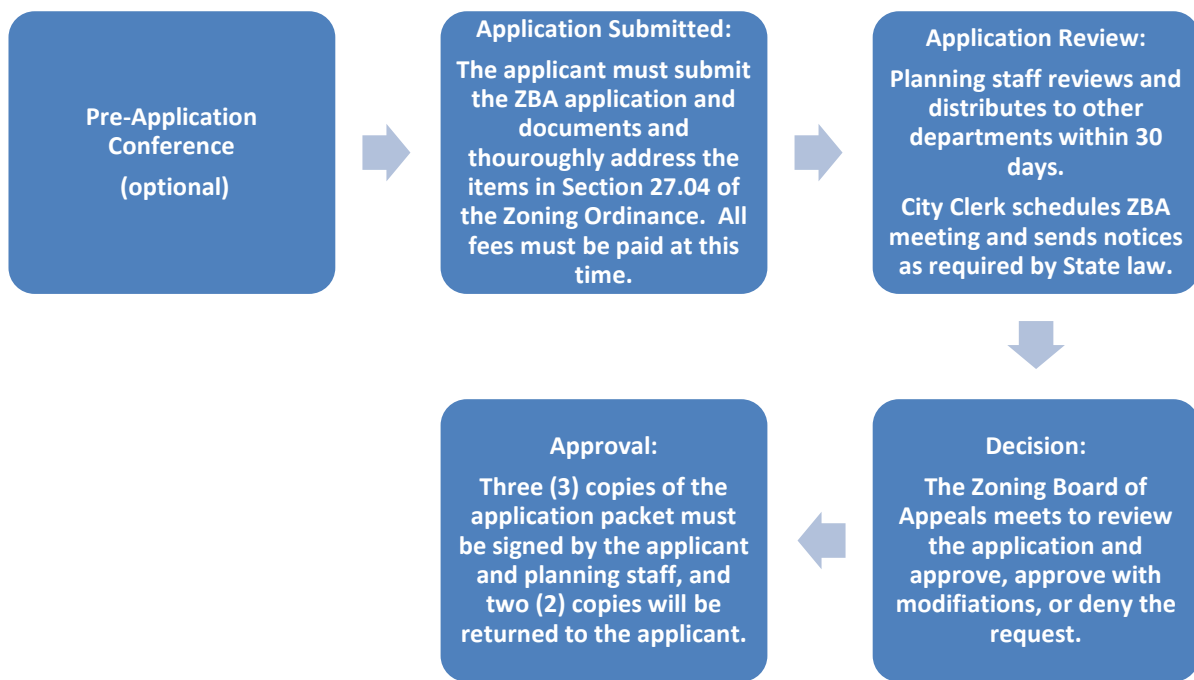 Pre-Application
Conference
(optional)
Application Submitted:
The applicant must submit
the ZBA application and
documents and
thouroughly address the
items in Section 27.04 of
the Zoning Ordinance.  All
fees must be paid at this
time.
Application Review:
Planning staff reviews and
distributes to other
departments within 30
days.
City Clerk schedules ZBA
meeting and sends notices
as required by State law.
Decision:
The Zoning Board of
Appeals meets to review
the application and
approve, approve with
modifiations, or deny the
request.
Approval:
Three (3) copies of the
application packet must
be signed by the applicant
and planning staff, and
two (2) copies will be
returned to the applicant.